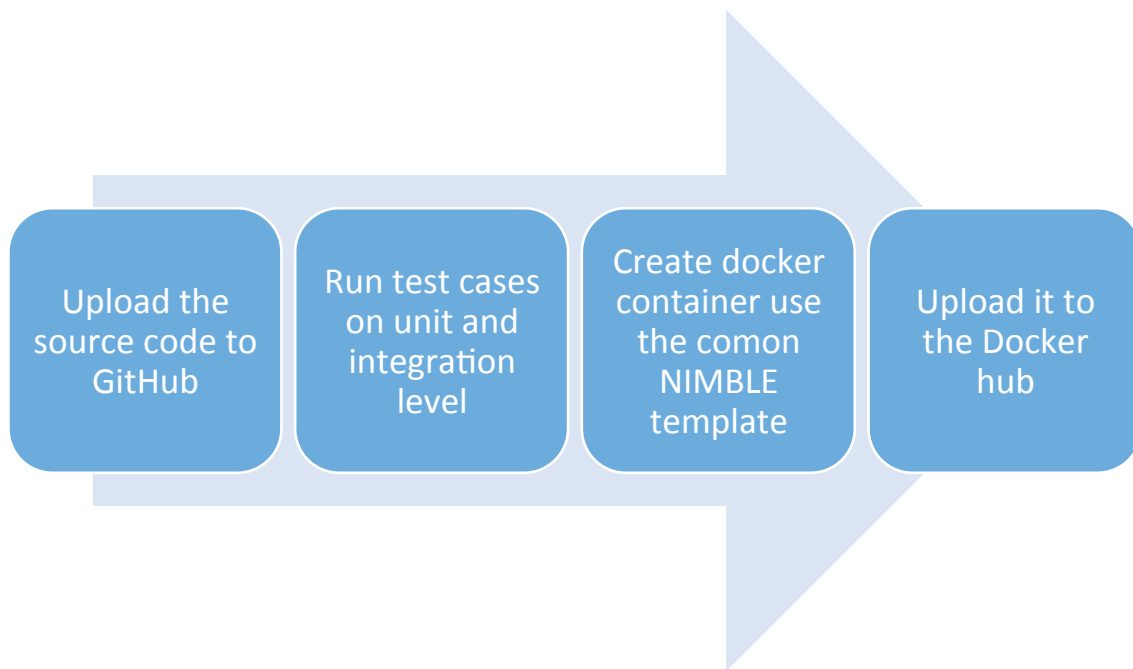 Upload the
source code to
GitHub
Run test cases
on unit and
integration
level
Create docker
container use
the comon
NIMBLE
template
Upload it to
the Docker
hub